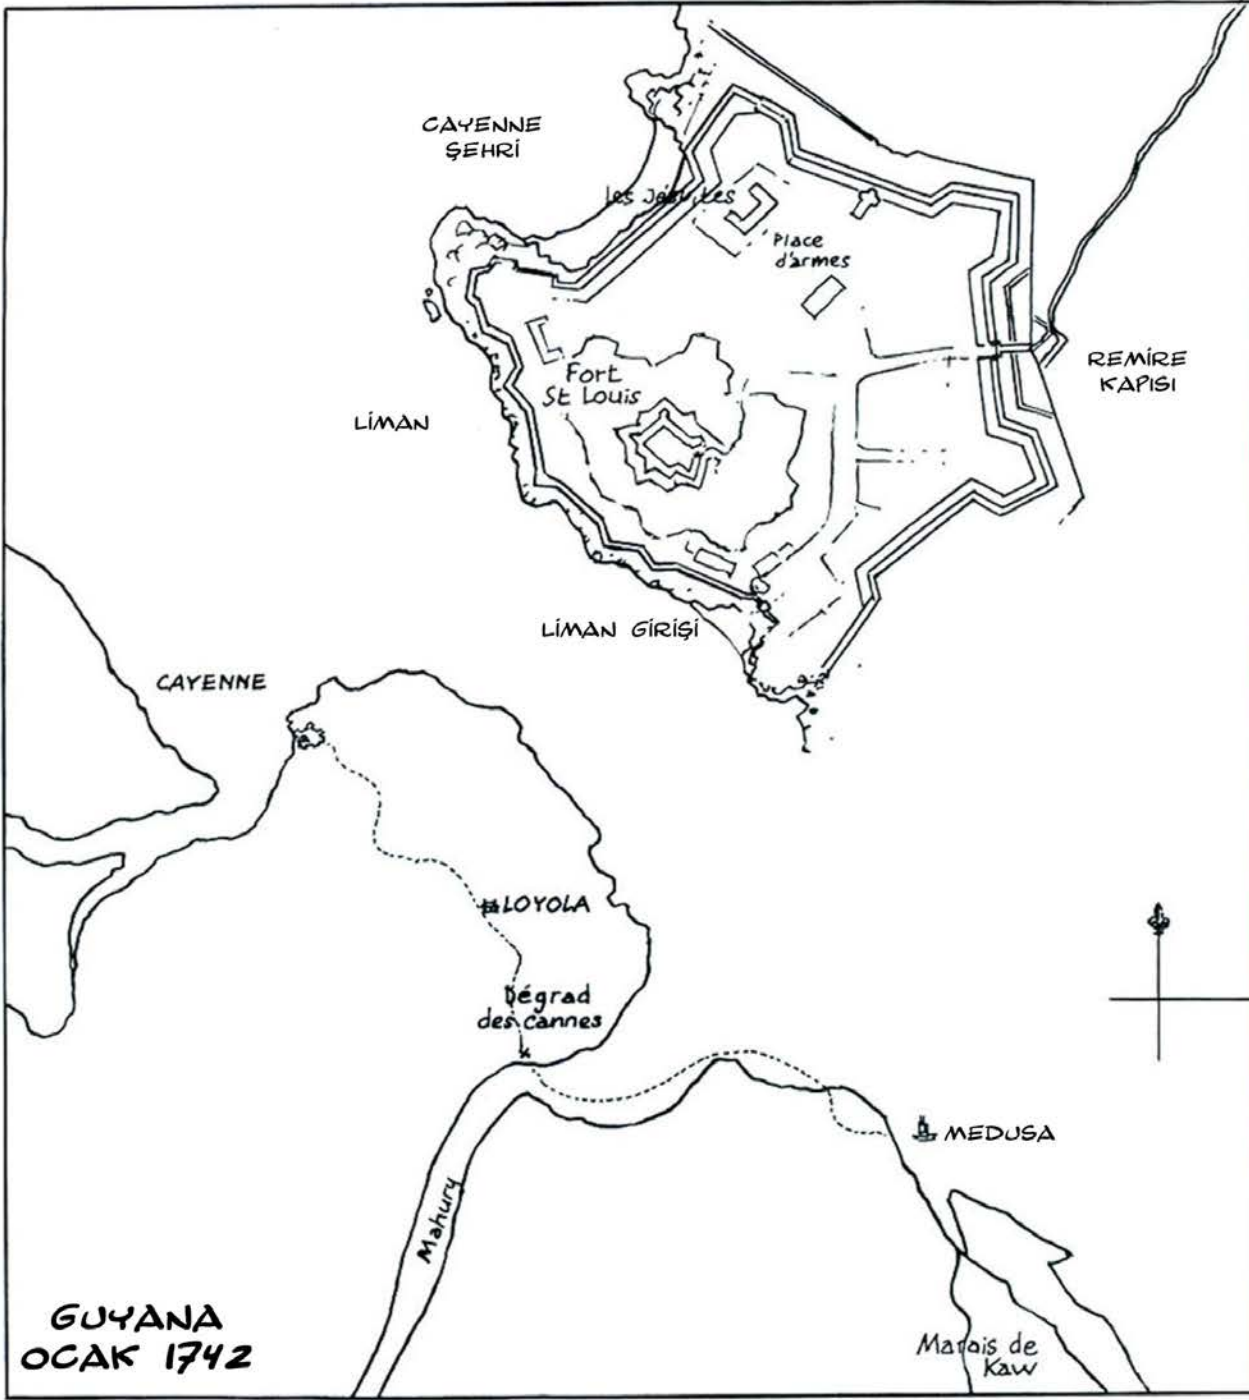 CAYENNE
ŞEHRİ
Les Jésuites
Place
d'armes
REMİRE
KAPISI
Fort
St Louis
LİMAN
LİMAN GİRİŞİ
CAYENNE
LOYOLA
Dégrad
des cannes
MEDUSA
Mahury
GUYANA
OCAK 1742
Marais de
Kaw